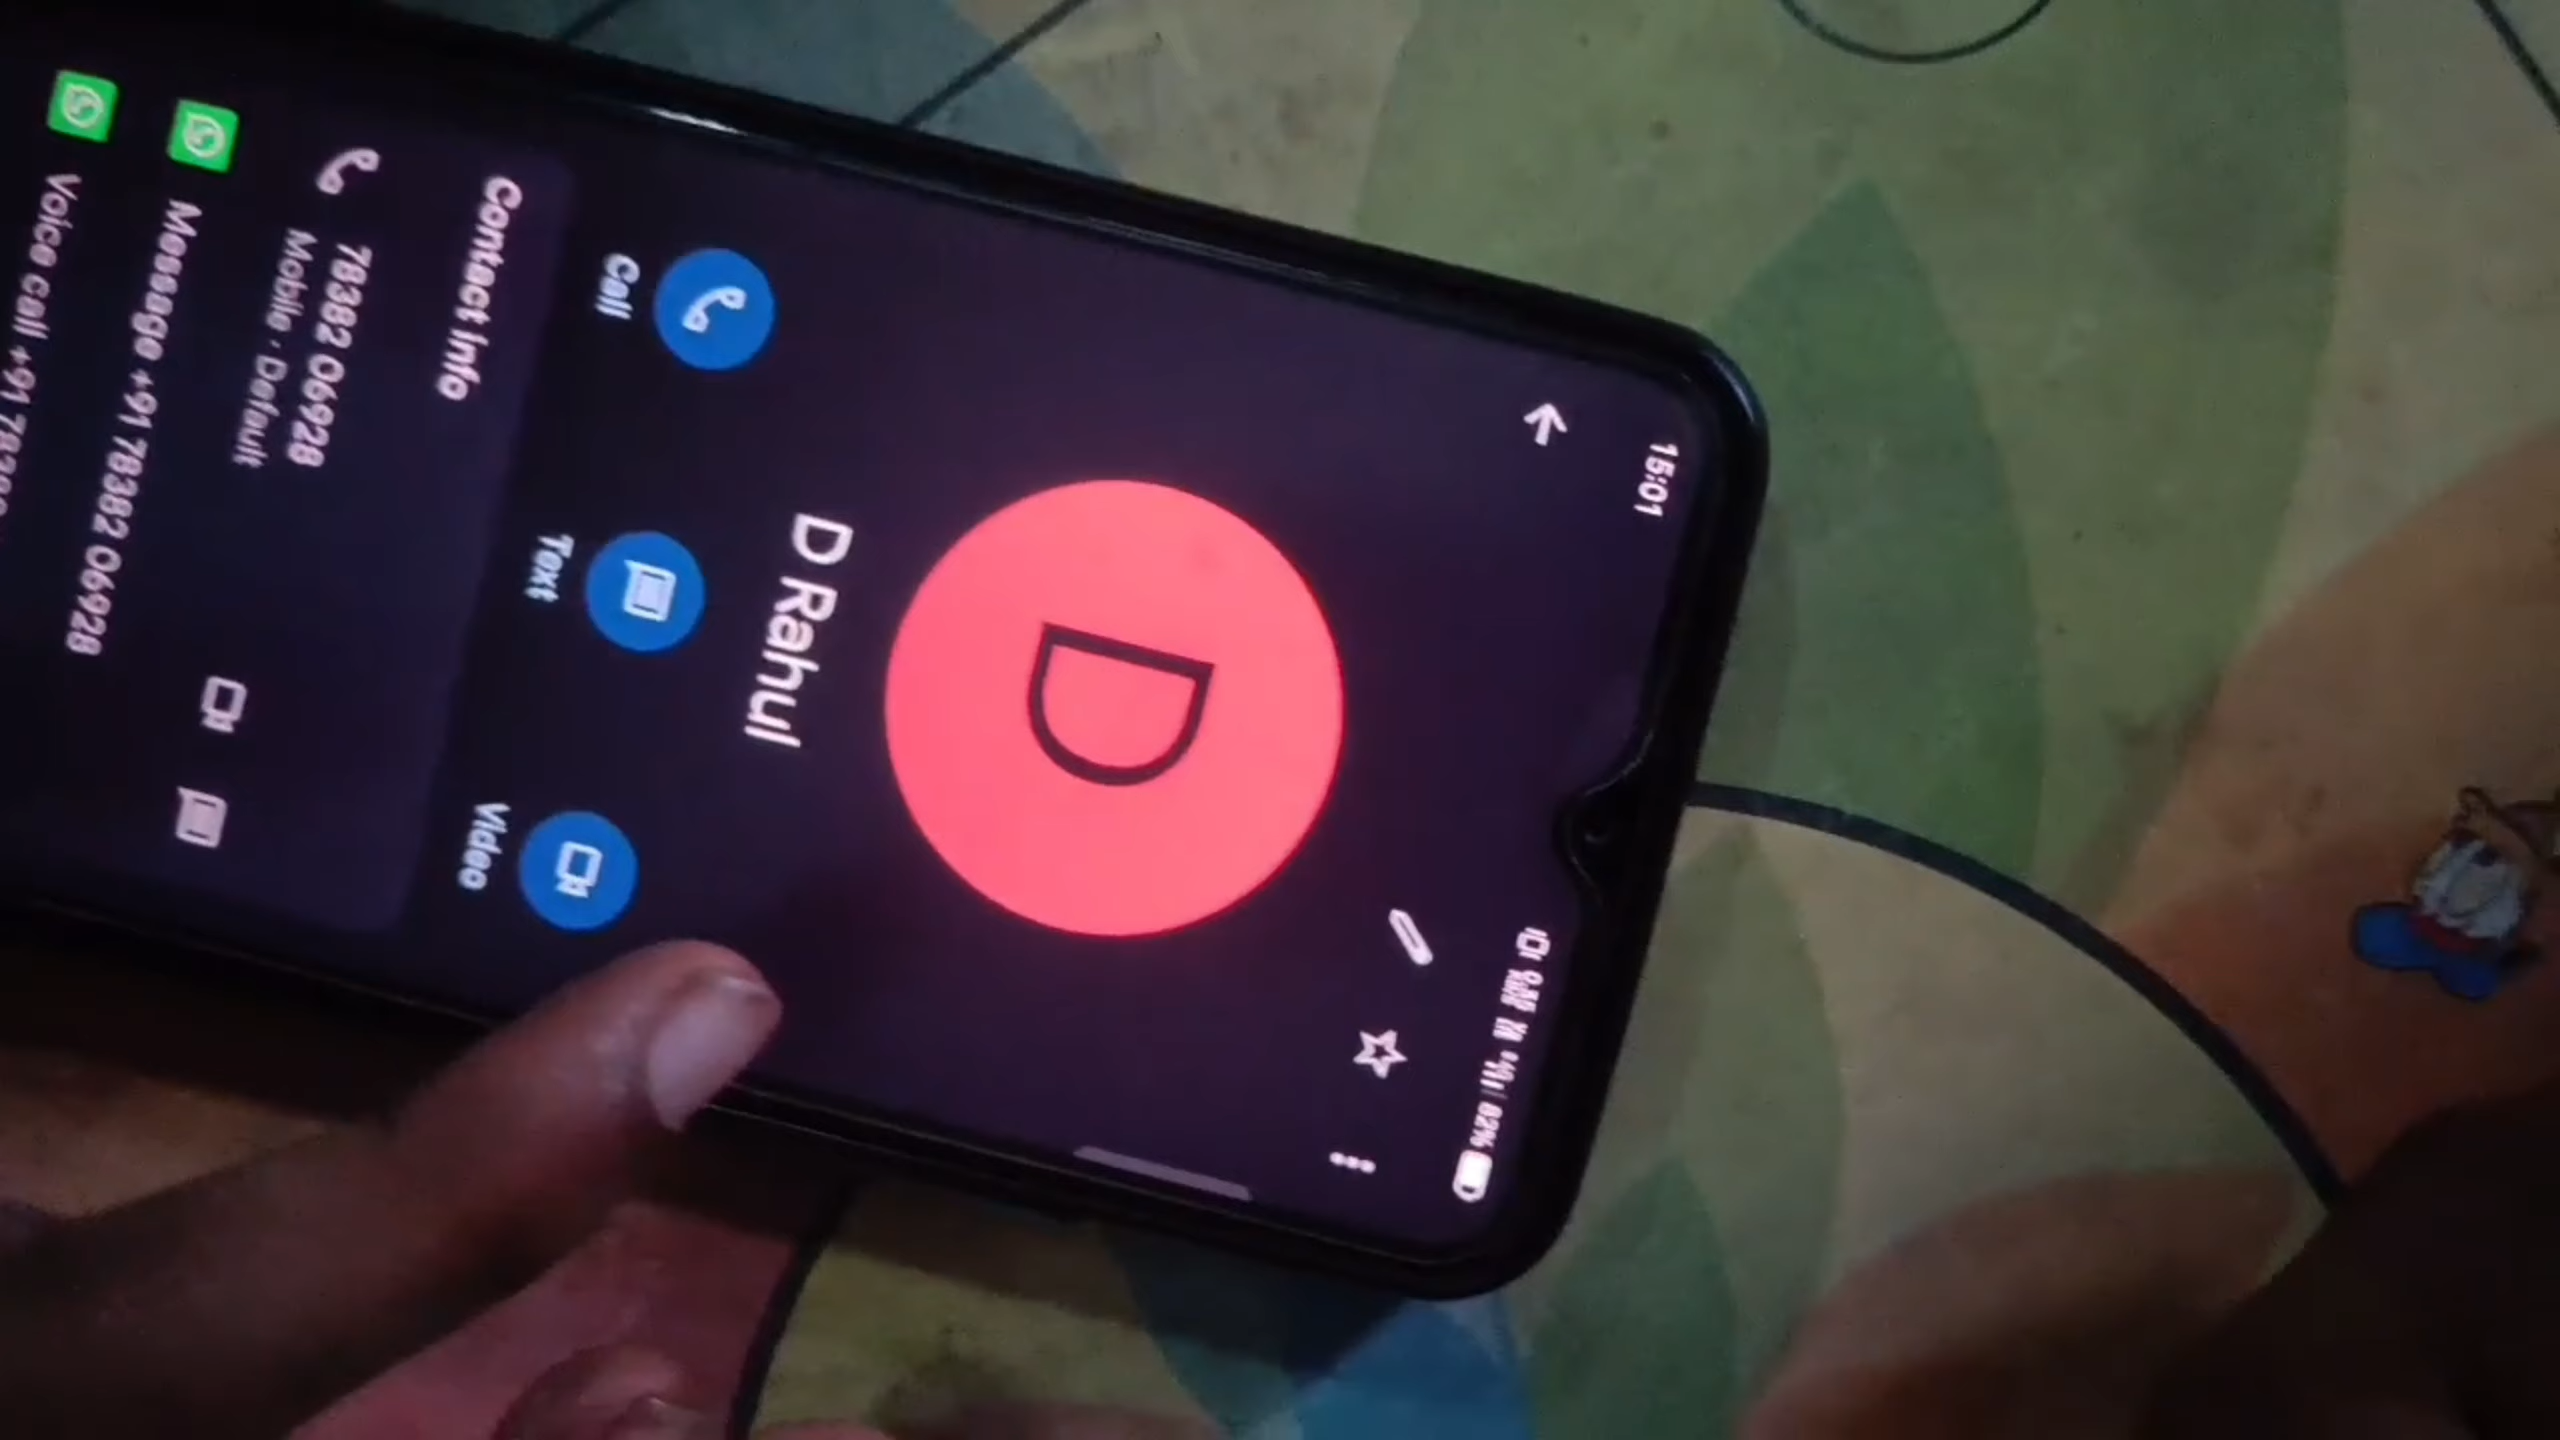 15:01
82%
D
D Rahul
Call
Text
Video
Contact info
78382 06928
Mobile • Default
Message +91 78382 06928
Voice call +91